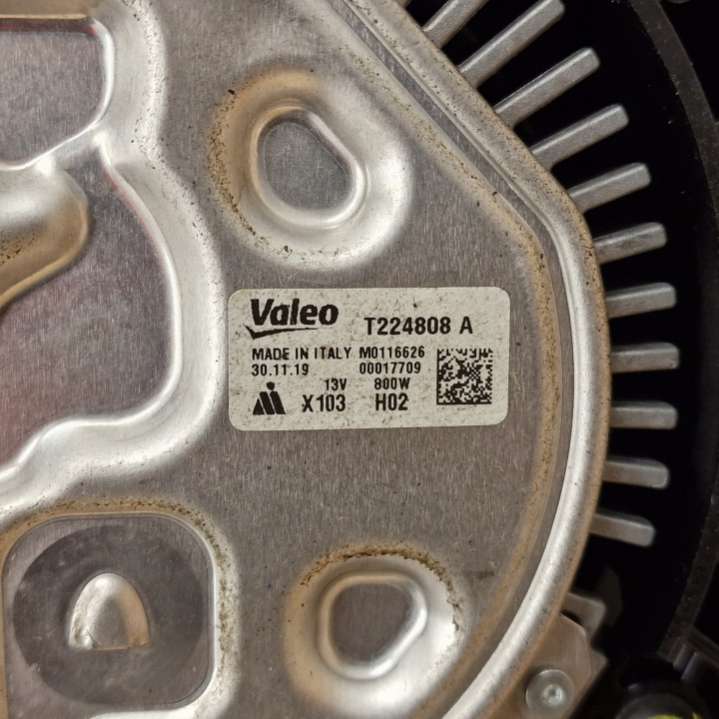 Valeo T224808 A
MADE IN ITALY M0116626
30.11.19 00017709
13V 800W
X103 H02